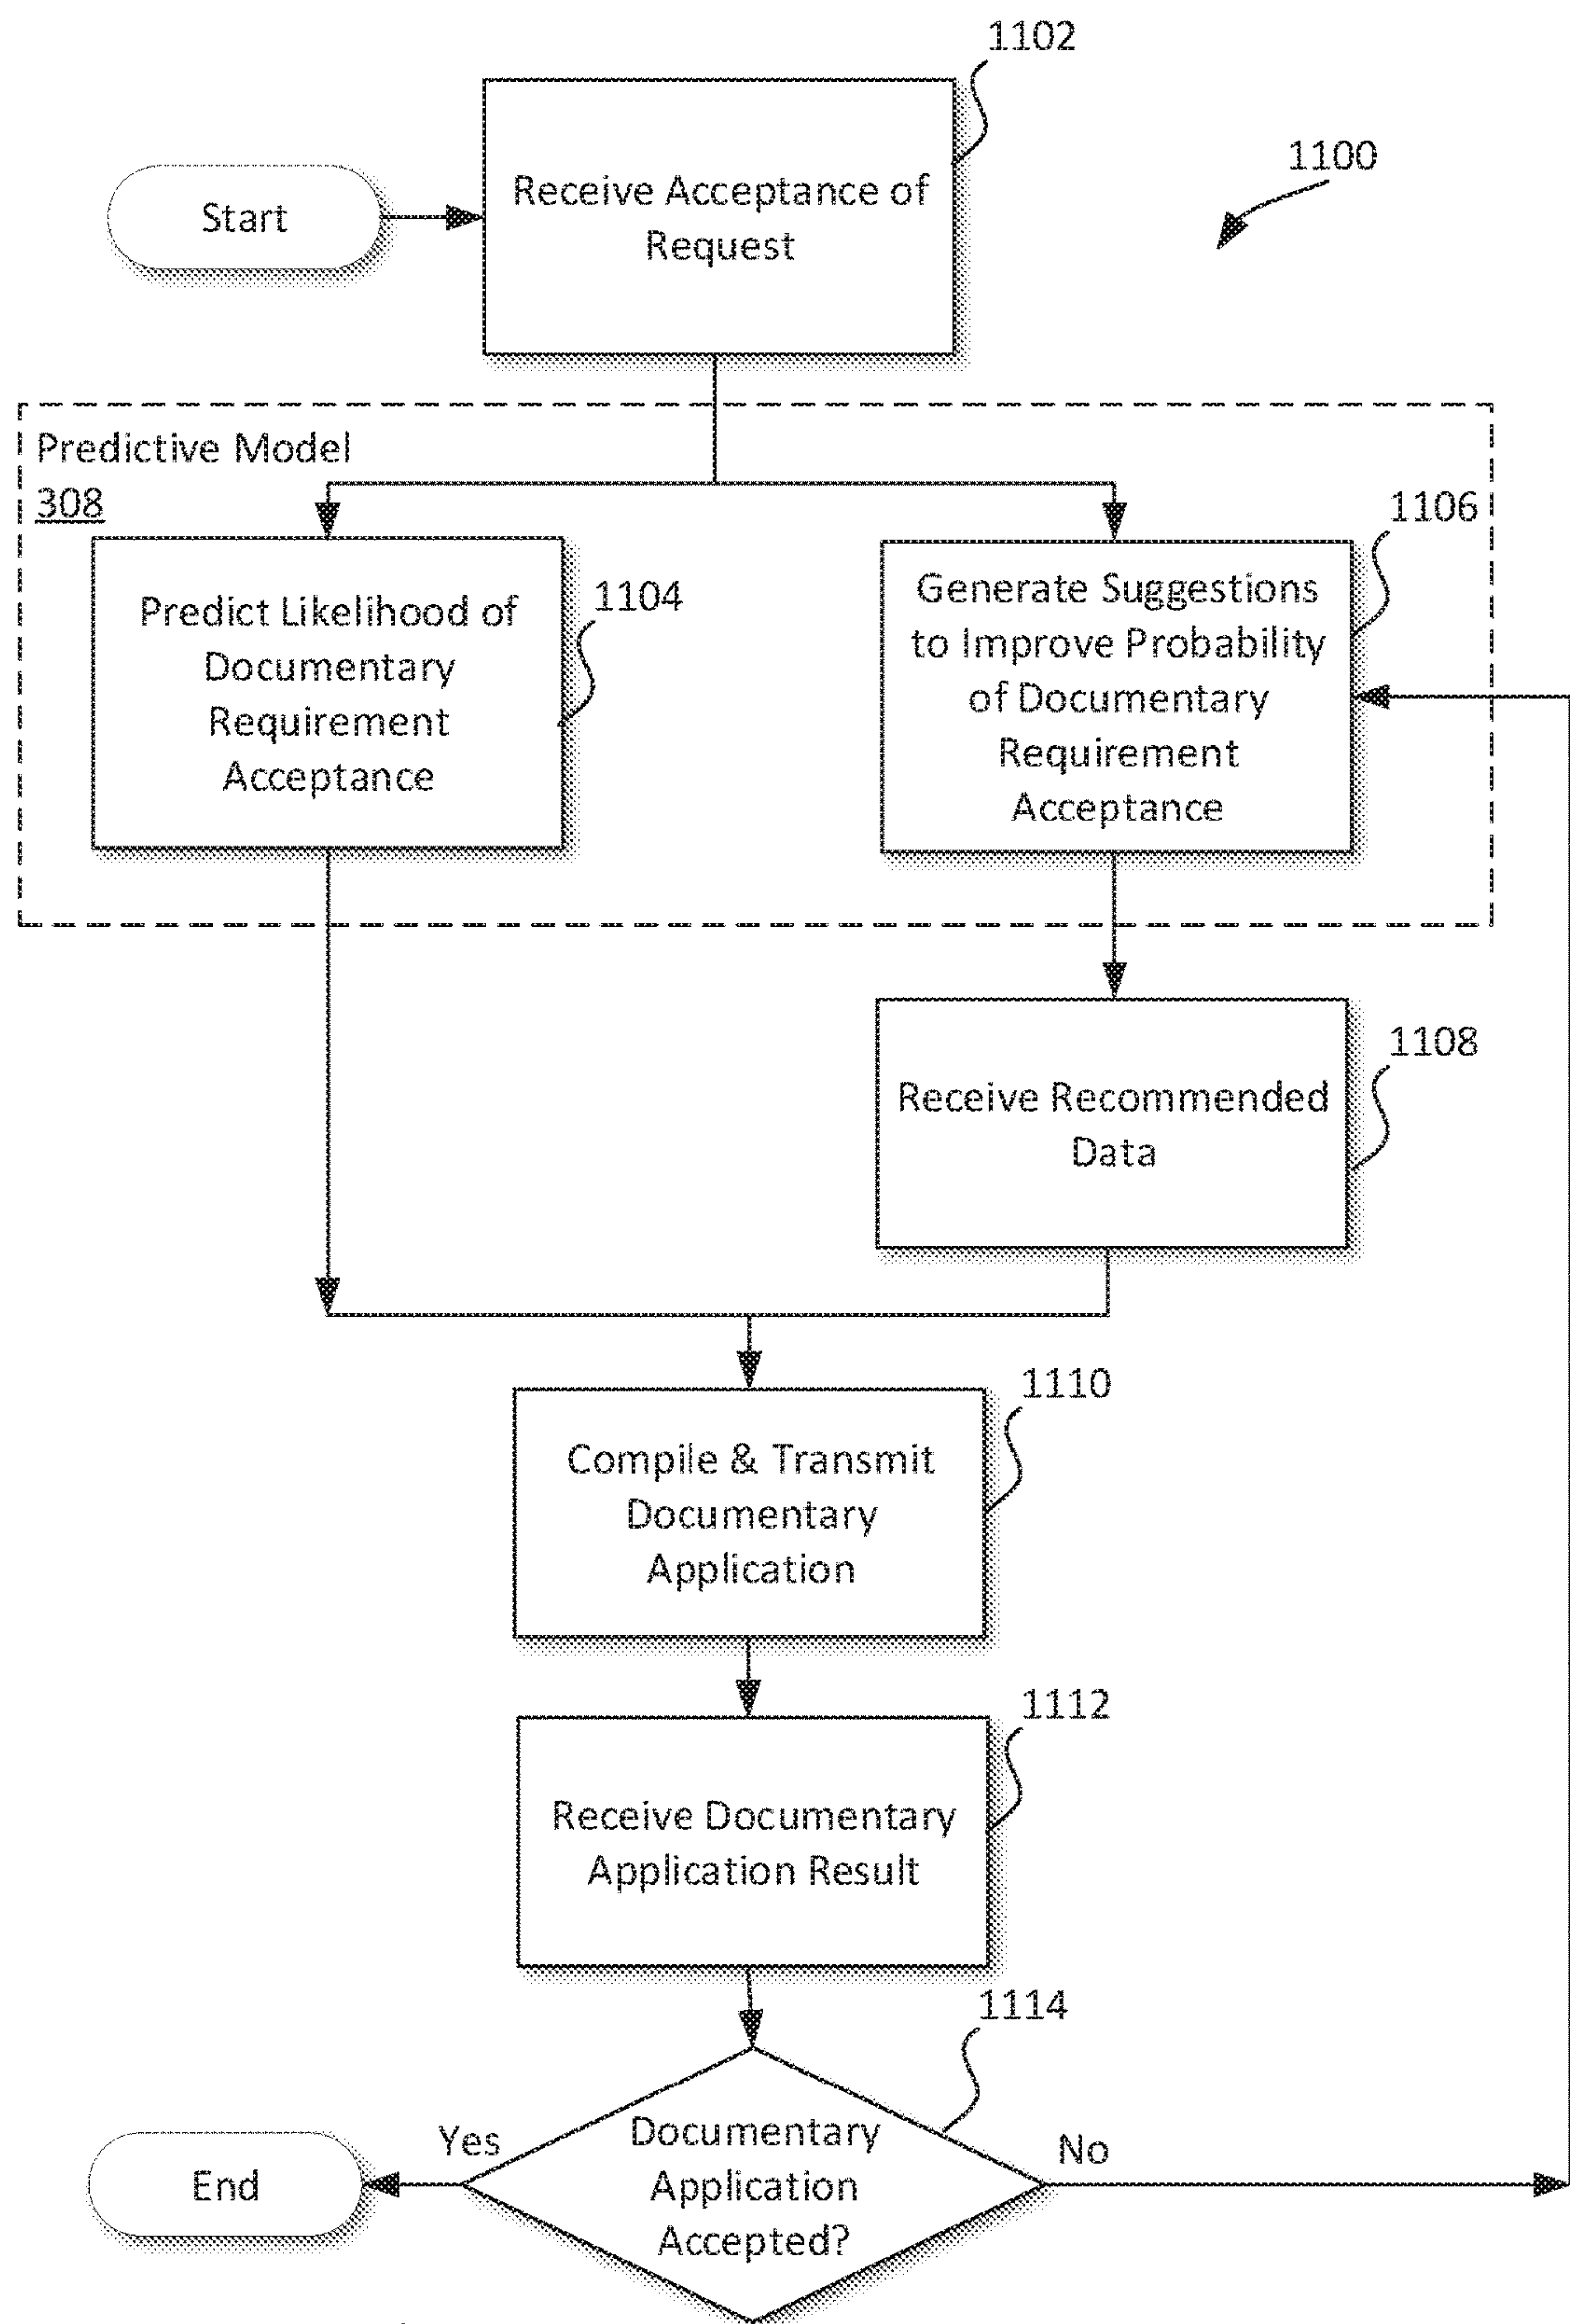 1102
1100
Start
Receive Acceptance of
Request
Predictive Model
308
1106
1104
Predict Likelihood of
Documentary
Requirement
Acceptance
Generate Suggestions
to Improve Probability
of Documentary
Requirement
Acceptance
1108
Receive Recommended
Data
1110
Compile & Transmit
Documentary
Application
1112
Receive Documentary
Application Result
1114
Yes
Documentary
Application
Accepted?
No
End